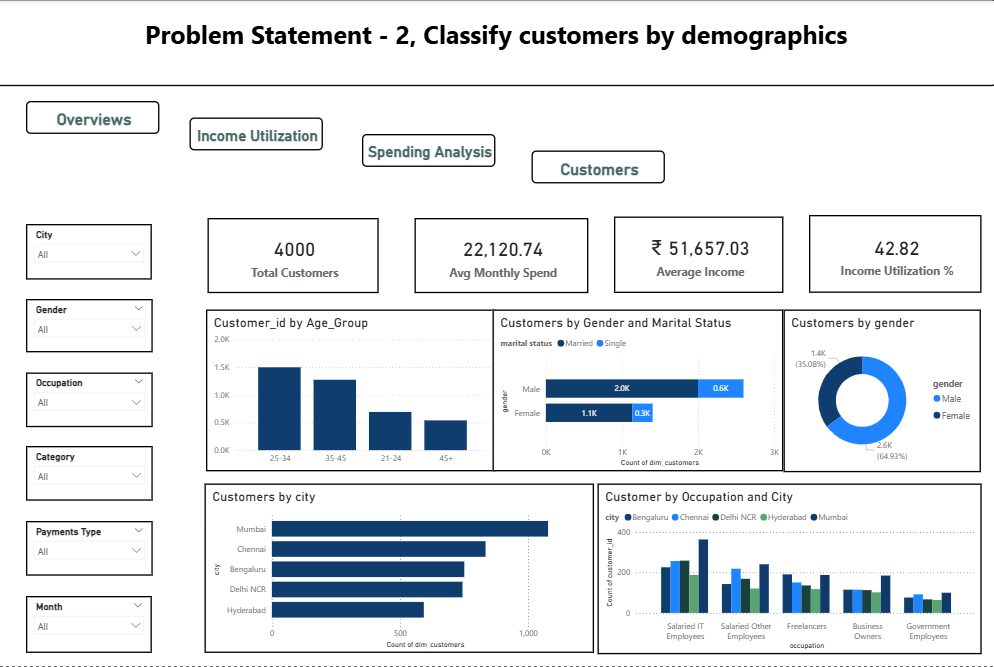 Problem Statement - 2, Classify customers by demographics
Overviews
Income Utilization
Spending Analysis
Customers
City
All
Gender
All
Occupation
All
Category
All
Payments Type
All
Month
All
4000
Total Customers
22,120.74
Avg Monthly Spend
₹ 51,657.03
Average Income
42.82
Income Utilization %
Customer_id by Age_Group
2.0K
1.5K
1.0K
0.5K
0.0K
25-34 35-45 21-24 45+
Customers by Gender and Marital Status
marital status Married Single
gender
Male 2.0K 0.6K
Female 1.1K 0.3K
0K 1K 2K 3K
Count of dim_customers
Customers by gender
1.4K
(35.08%)
2.6K
(64.93%)
gender
Male
Female
Customers by city
city
Mumbai
Chennai
Bengaluru
Delhi NCR
Hyderabad
0 500 1,000
Count of dim_customers
Customer by Occupation and City
city Bengaluru Chennai Delhi NCR Hyderabad Mumbai
Count of customer_id
400
200
0
Salaried IT Employees
Salaried Other Employees
Freelancers
Business Owners
Government Employees
occupation